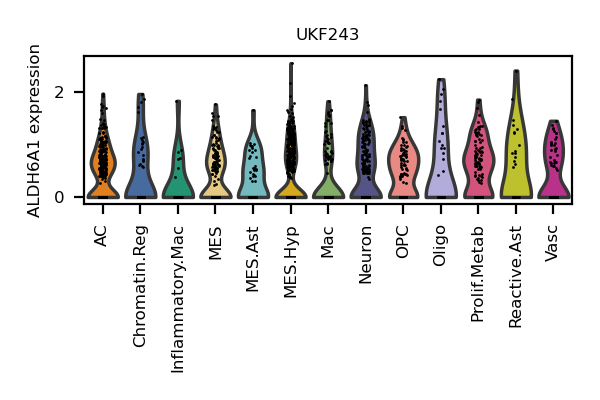 UKF243
ALDH6A1 expression
2
0
AC
Chromatin.Reg
Inflammatory.Mac
MES
MES.Ast
MES.Hyp
Mac
Neuron
OPC
Oligo
Prolif.Metab
Reactive.Ast
Vasc